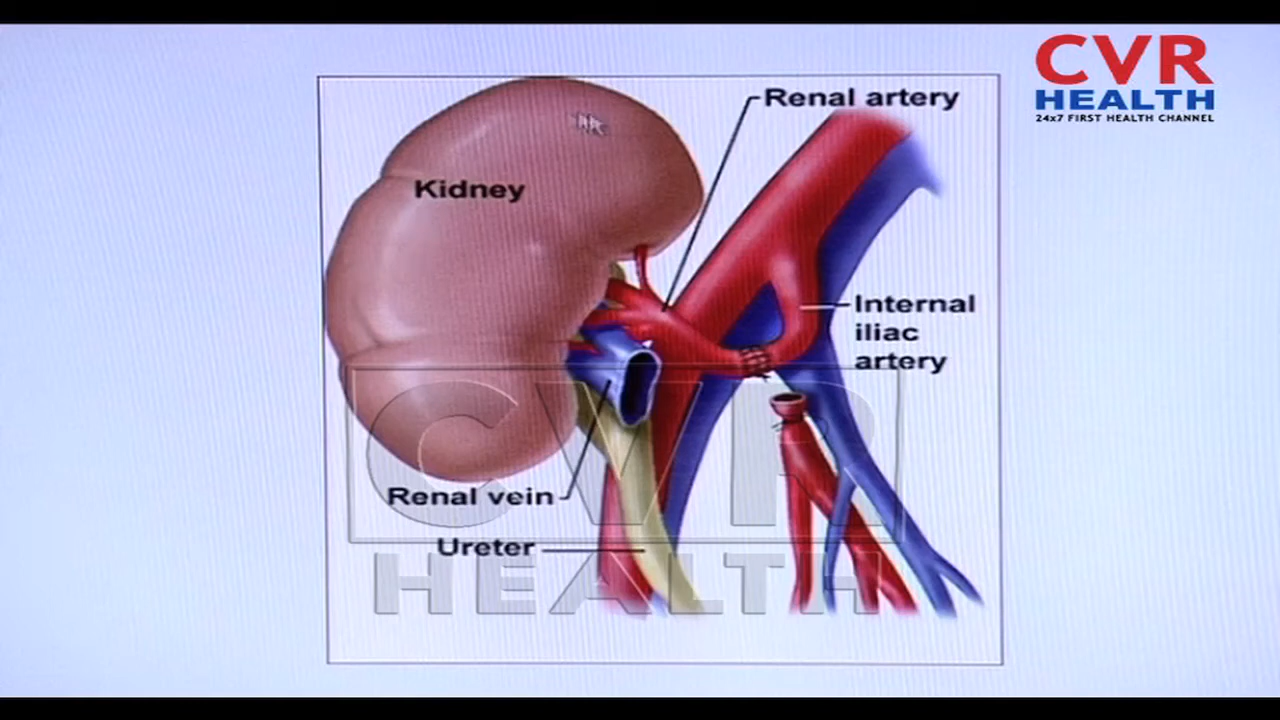 CVR
HEALTH
24x7 FIRST HEALTH CHANNEL
Renal artery
Kidney
Internal
iliac
artery
Renal vein
Ureter
CVR
HEALTH